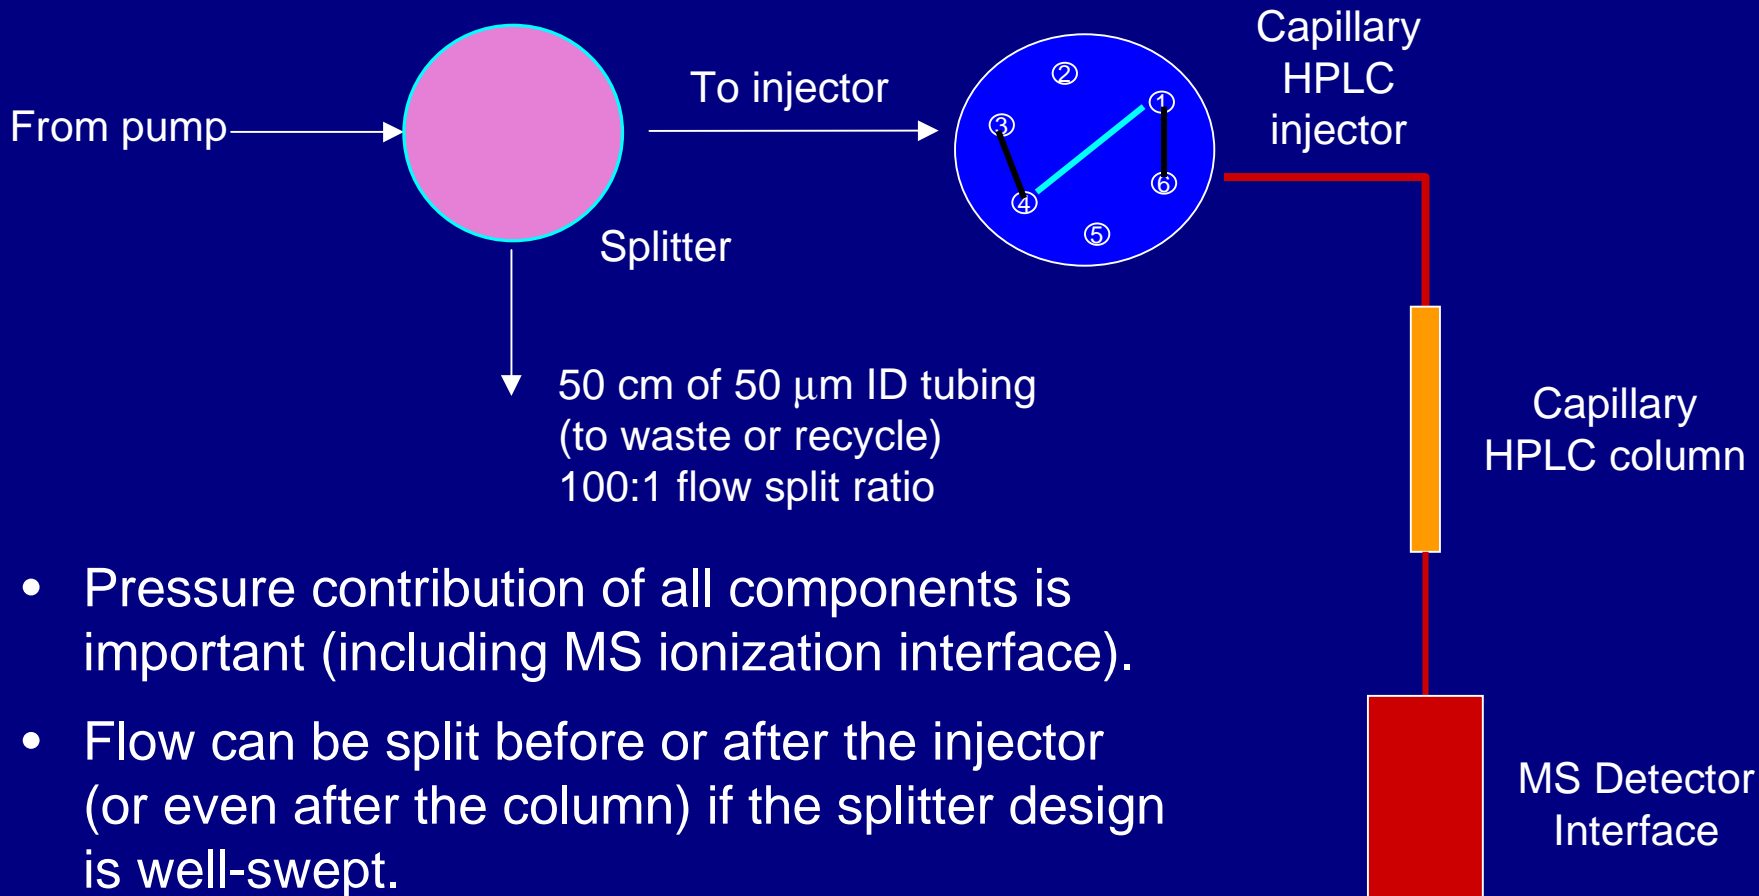 Capillary
HPLC
injector
From pump
To injector
②
①
③
⑥
④
⑤
Splitter
50 cm of 50 μm ID tubing
(to waste or recycle)
100:1 flow split ratio
Capillary
HPLC column
• Pressure contribution of all components is
important (including MS ionization interface).
• Flow can be split before or after the injector
(or even after the column) if the splitter design
is well-swept.
MS Detector
Interface